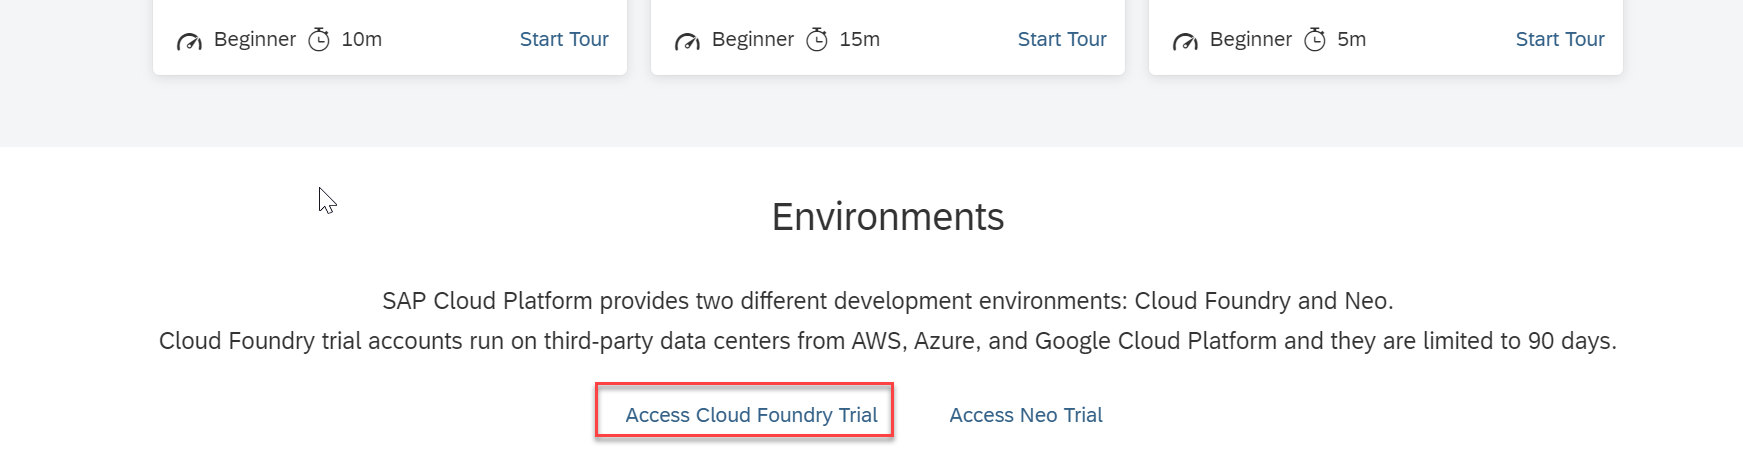 Beginner 10m Start Tour
Beginner 15m Start Tour
Beginner 5m Start Tour
Environments
SAP Cloud Platform provides two different development environments: Cloud Foundry and Neo.
Cloud Foundry trial accounts run on third-party data centers from AWS, Azure, and Google Cloud Platform and they are limited to 90 days.
Access Cloud Foundry Trial
Access Neo Trial